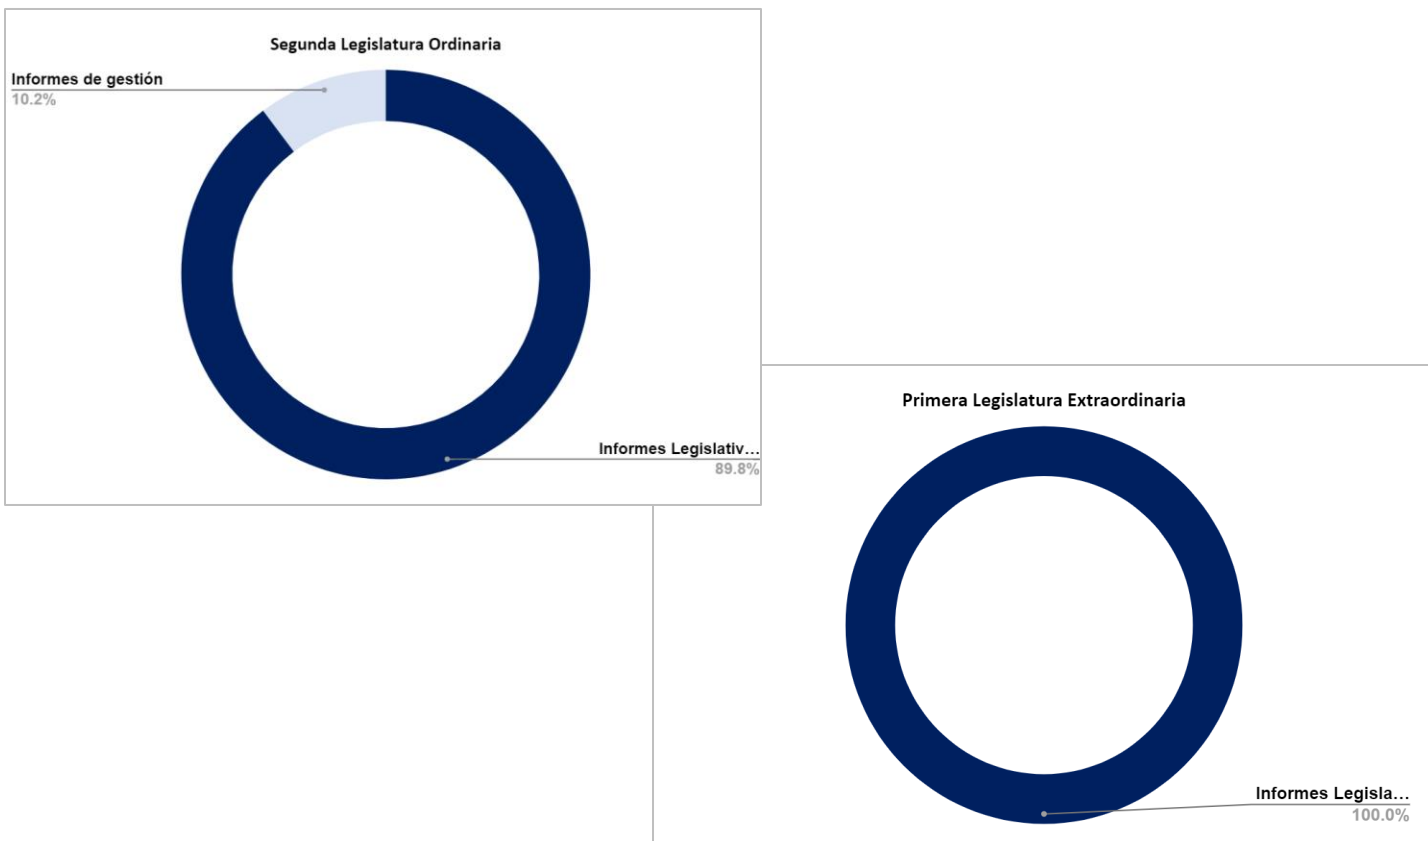 Segunda Legislatura Ordinaria
Informes de gestión
10.2%
Informes Legislativ...
89.8%
Primera Legislatura Extraordinaria
Informes Legisla...
100.0%